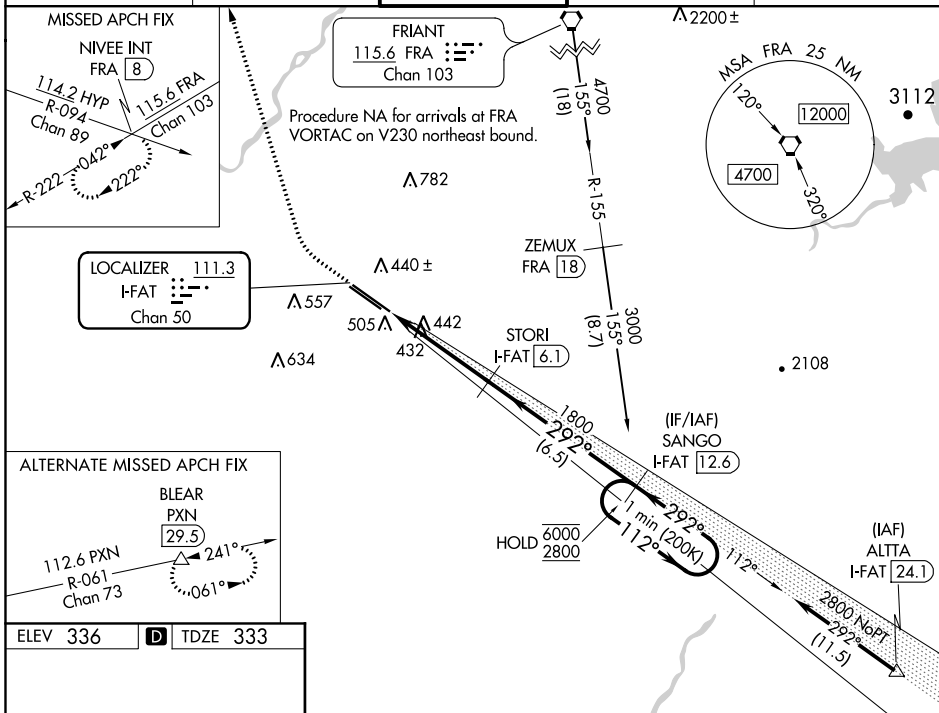 MISSED APCH FIX
NIVEE INT
FRA 8
114.2 HYP
R-094
Chan 89
115.6 FRA
Chan 103
R-222
042°
222°
FRIANT
115.6 FRA
Chan 103
Procedure NA for arrivals at FRA
VORTAC on V230 northeast bound.
4700
155°
(18)
R-155
2200 ±
MSA FRA 25 NM
120°
12000
4700
320°
3112
782
ZEMUX
FRA 18
3000
155°
(8.7)
LOCALIZER 111.3
I-FAT
Chan 50
440 ±
557
505
442
432
634
STORI
I-FAT 6.1
2108
1800
292°
(6.5)
(IF/IAF)
SANGO
I-FAT 12.6
HOLD 6000
2800
1 min (200K)
292°
112°
112°
(IAF)
ALTTA
I-FAT 24.1
2800 NoPT
292°
(11.5)
ALTERNATE MISSED APCH FIX
BLEAR
PXN
29.5
112.6 PXN
R-061
Chan 73
241°
061°
ELEV 336 D TDZE 333